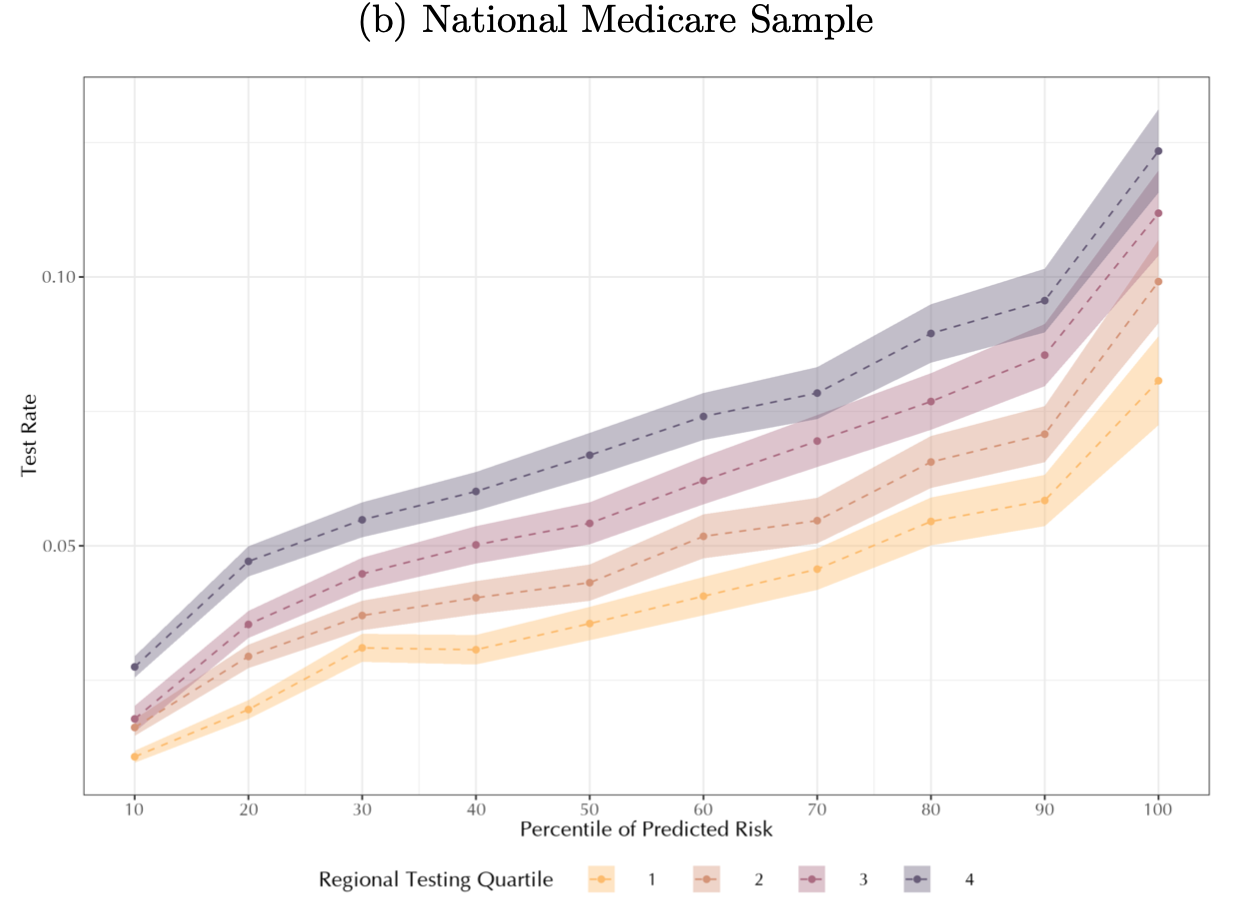 (b) National Medicare Sample
0.10
0.05
Test Rate
10 20 30 40 50 60 70 80 90 100
Percentile of Predicted Risk
Regional Testing Quartile 1 2 3 4